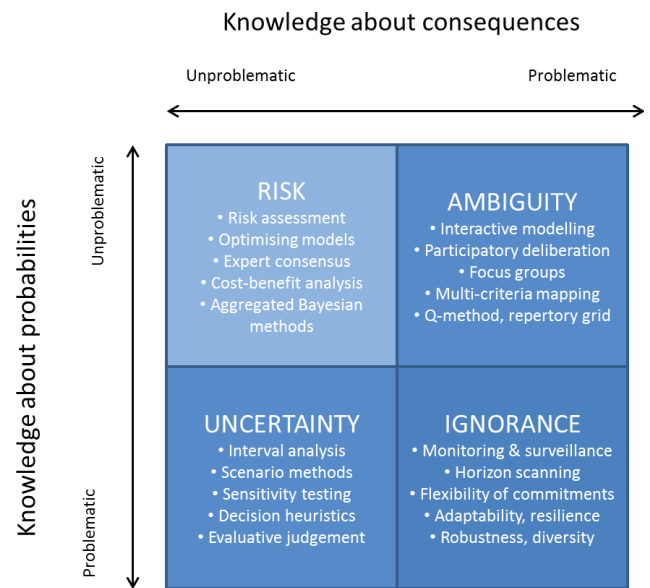 Knowledge about consequences
Unproblematic
Problematic
Knowledge about probabilities
Unproblematic
Problematic
RISK
• Risk assessment
• Optimising models
• Expert consensus
• Cost-benefit analysis
• Aggregated Bayesian
methods
AMBIGUITY
• Interactive modelling
• Participatory deliberation
• Focus groups
• Multi-criteria mapping
• Q-method, repertory grid
UNCERTAINTY
• Interval analysis
• Scenario methods
• Sensitivity testing
• Decision heuristics
• Evaluative judgement
IGNORANCE
• Monitoring & surveillance
• Horizon scanning
• Flexibility of commitments
• Adaptability, resilience
• Robustness, diversity